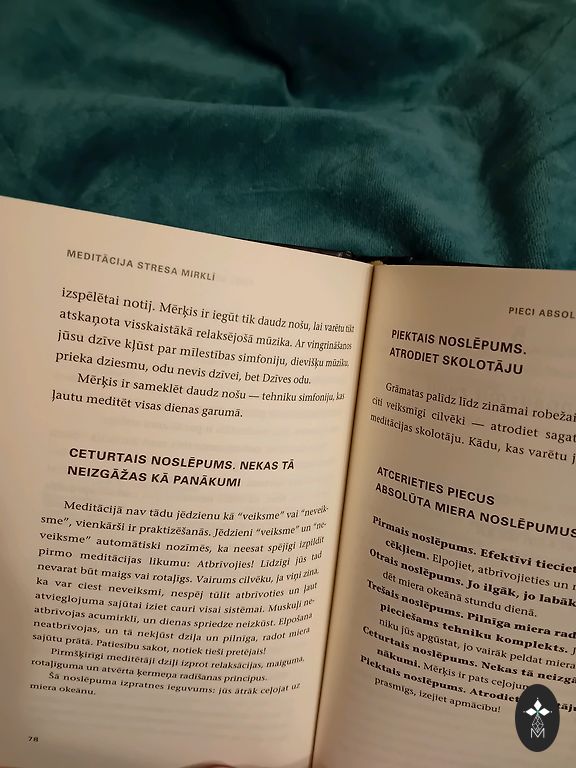 MEDITĀCIJA STRESA MIRKLĪ
izspēlētai notij. Mērķis ir iegūt tik daudz nošu, lai varētu tikt
atskaņota visskaistākā relaksējošā mūzika. Ar vingrināšanos
jūsu dzīve kļūst par mīlestības simfoniju, dievišķu mūziku,
prieka dziesmu, odu nevis dzīvei, bet Dzīves odu.
Mērķis ir sameklēt daudz nošu — tehniku simfoniju, kas
ļautu meditēt visas dienas garumā.
CETURTAIS NOSLĒPUMS. NEKAS TĀ
NEIZGĀŽAS KĀ PANĀKUMI
Meditācijā nav tādu jēdzienu kā “veiksme” vai “neveik-
sme”, vienkārši ir praktizēšanās. Jēdzieni “veiksme” un “ne-
veiksme” automātiski nozīmēs, ka neesat spējīgi izpildīt
pirmo meditācijas likumu: Atbrīvojies! Līdzīgi jūs tad
nevarat būt maigs vai rotaļīgs. Vairums cilvēku, ja viņi zina,
ka var ciest neveiksmi, nespēj tūlīt atbrīvoties un ļaut
atvieglojuma sajūtai iziet cauri visai sistēmai. Muskuļi ne-
atbrīvojas acumirklī, un dienas spriedze neizkūst. Elpošana
neatbrīvojas, un tā nekļūst dziļa un pilnīga, radot miera
sajūtu prātā. Patiesību sakot, notiek tieši pretējais!
Pirmšķirīgi meditētāji dziļi izprot relaksācijas, maiguma,
rotaļīguma un atvērta ķermeņa radīšanas principus.
Šā noslēpuma izpratnes ieguvums: jūs ātrāk ceļojat uz
miera okeānu.
78
PIECI ABSOL
PIEKTAIS NOSLĒPUMS.
ATRODIET SKOLOTĀJU
Grāmatas palīdz līdz zināmai robežai
citi veiksmīgi cilvēki — atrodiet sagat
meditācijas skolotāju. Kādu, kas varētu j
ATCERIETIES PIECUS
ABSOLŪTA MIERA NOSLĒPUMUS
Pirmais noslēpums. Efektīvi tieciet
cēkļiem. Elpojiet, atbrīvojieties un
Otrais noslēpums. Jo ilgāk, jo labāk
dēt miera okeānā stundu dienā.
Trešais noslēpums. Pilnīga miera rad
pieciešams tehniku komplekts. J
niku jūs apgūstat, jo vairāk peldat miera
Ceturtais noslēpums. Nekas tā neizgā
nākumi. Mērķis ir pats ceļojum
Piektais noslēpums. Atrodiet
prasmīgs, izejiet apmācību!